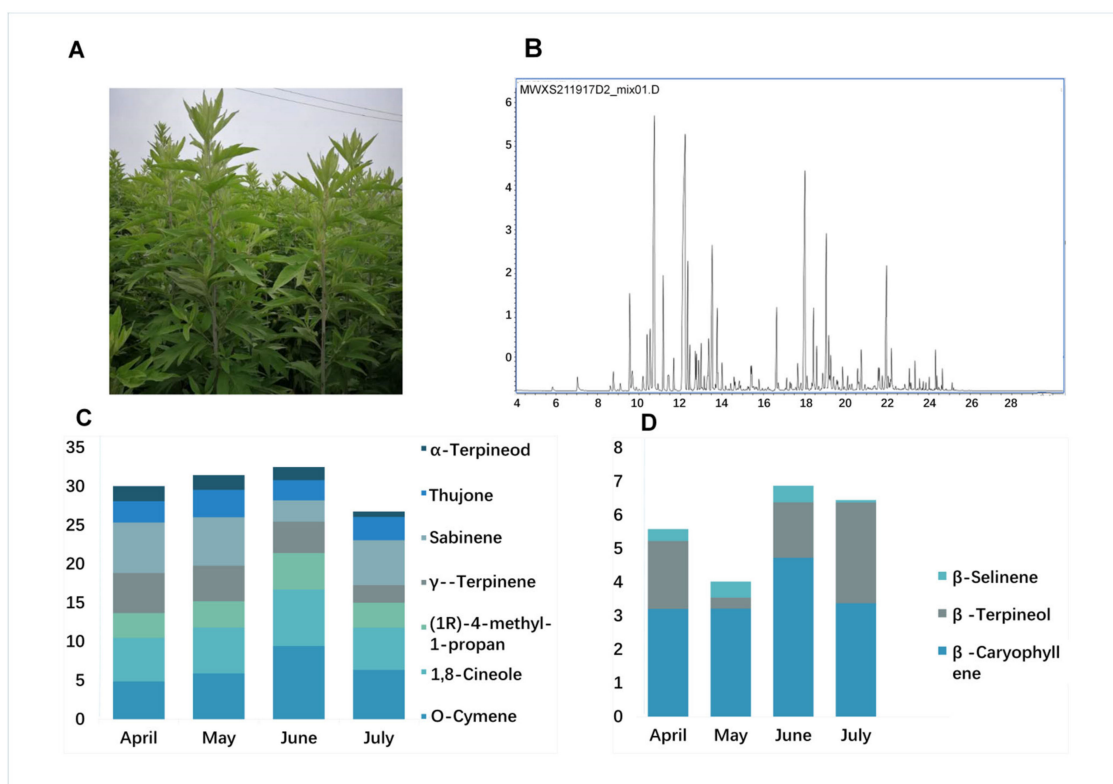 A
B
MWXS211917D2_mix01.D
6
5
4
3
2
1
0
4 6 8 10 12 14 16 18 20 22 24 26 28
C
35
30
25
20
15
10
5
0
April May June July
α-Terpineod
Thujone
Sabinene
γ--Terpinene
(1R)-4-methyl-
1-propan
1,8-Cineole
O-Cymene
D
8
7
6
5
4
3
2
1
0
April May June July
β-Selinene
β -Terpineol
β -Caryophyll
ene